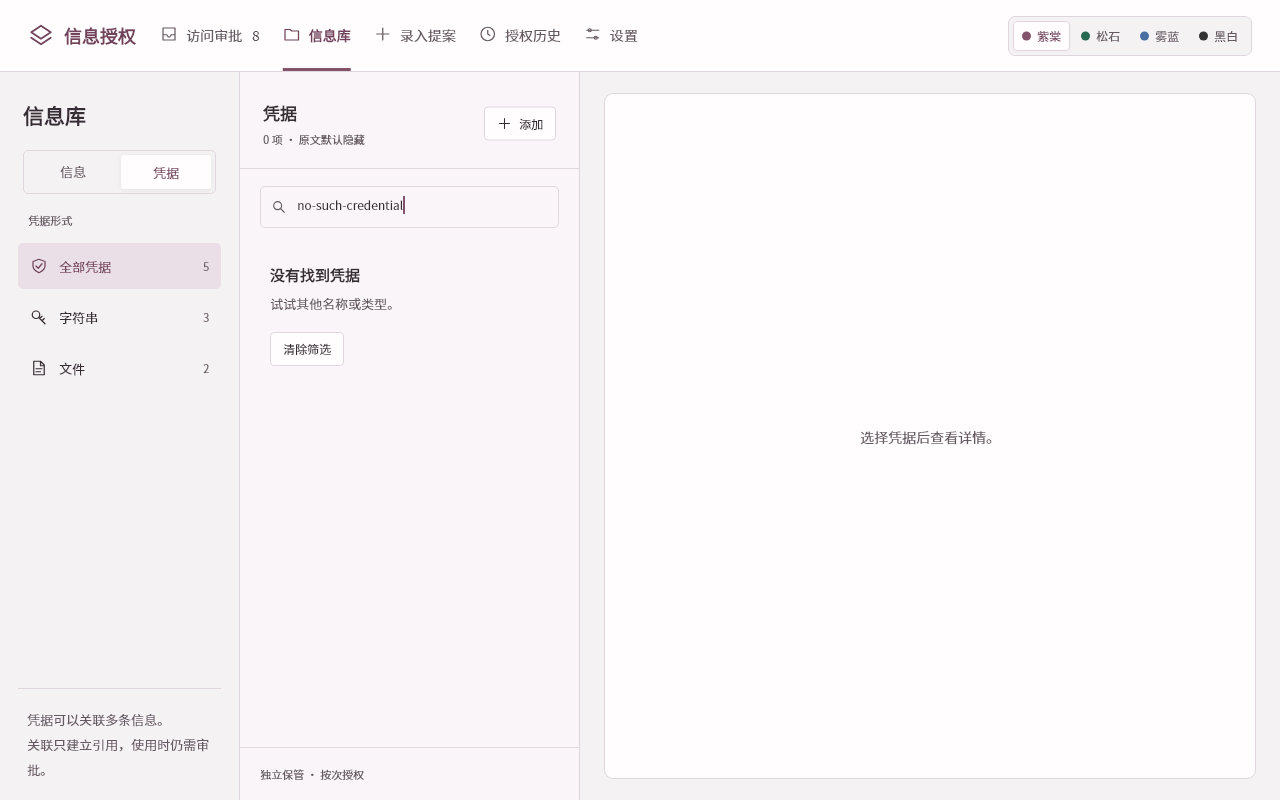 信息授权
访问审批 8
信息库
录入提案
授权历史
设置
紫棠
松石
雾蓝
黑白
信息库
信息
凭据
凭据形式
全部凭据 5
字符串 3
文件 2
凭据可以关联多条信息。
关联只建立引用，使用时仍需审
批。
凭据
0 项 · 原文默认隐藏
添加
no-such-credential
没有找到凭据
试试其他名称或类型。
清除筛选
独立保管 · 按次授权
选择凭据后查看详情。